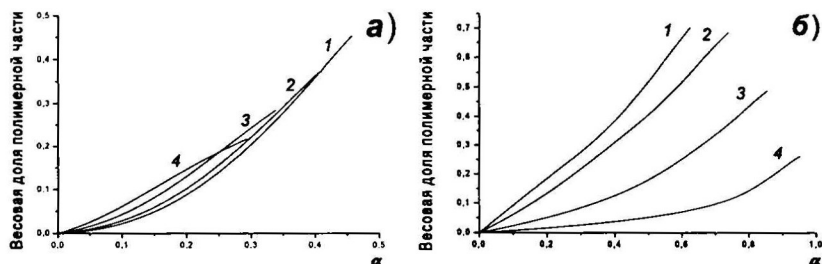 Весовая доля полимерной части
0,5
0,4
0,3
0,2
0,1
0,0
0,0 0,1 0,2 0,3 0,4 0,5
α
а)
1
2
3
4
Весовая доля полимерной части
0,7
0,6
0,5
0,4
0,3
0,2
0,1
0,0
0,0 0,2 0,4 0,6 0,8 1,0
α
б)
1
2
3
4